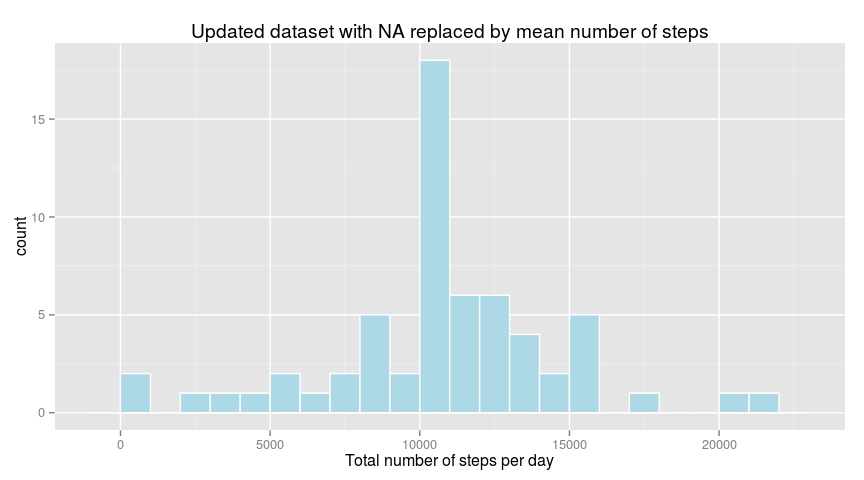 Updated dataset with NA replaced by mean number of steps
count
15
10
5
0
0 5000 10000 15000 20000
Total number of steps per day